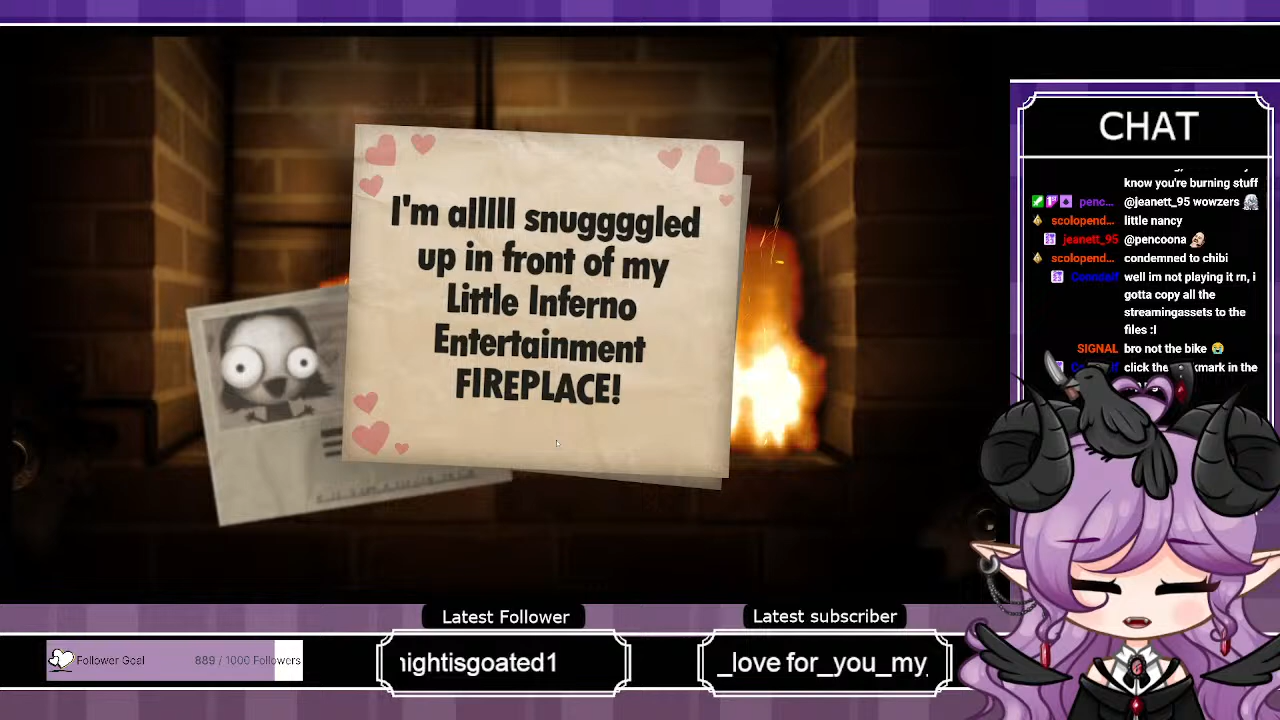 I'm alllll snuggggled
up in front of my
Little Inferno
Entertainment
FIREPLACE!
CHAT
know you're burning stuff
penc... @jeanett_95 wowzers
scolopend... little nancy
jeanett_95 @pencoona
scolopend... condemned to chibi
well im not playing it rn, i
gotta copy all the
streamingassets to the
files :l
SIGNAL bro not the bike
click the
in the
Latest Follower
Latest subscriber
Follower Goal 889 / 1000 Followers
ightisgoated1
_love for_you_my